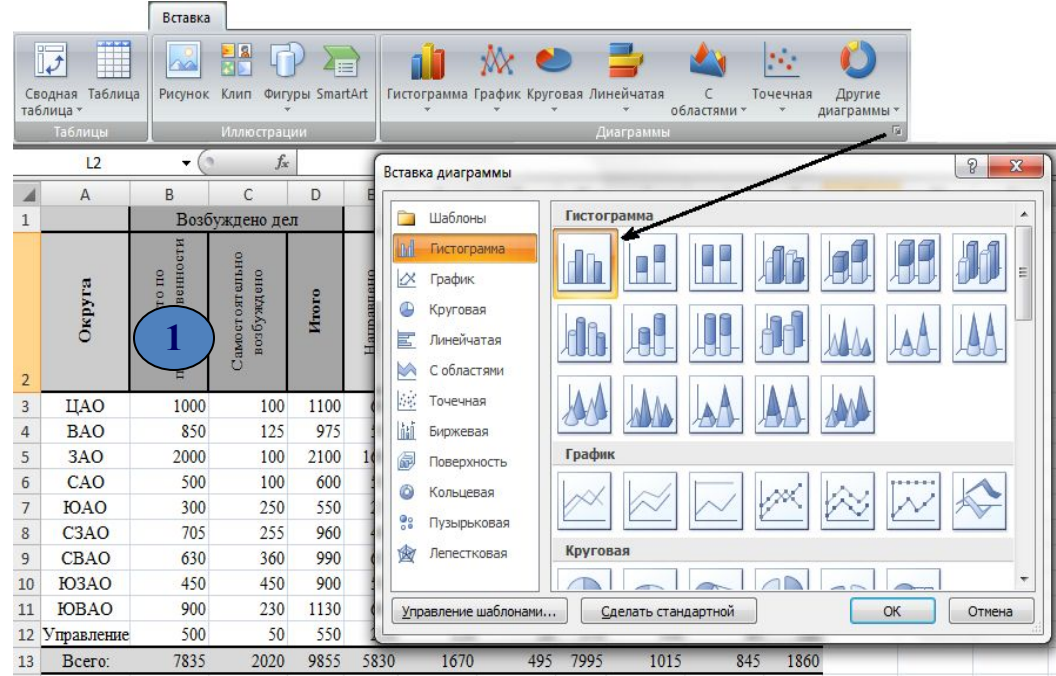 Вставка
Сводная таблица
Таблица
Рисунок
Клип
Фигуры
SmartArt
Гистограмма
График
Круговая
Линейчатая
С областями
Точечная
Другие диаграммы
Таблицы
Иллюстрации
Диаграммы
L2
fx
A B C D
1 Возбуждено дел
2 Округа
1
Самостоятельно возбуждено
Итого
3 ЦАО 1000 100 1100
4 ВАО 850 125 975
5 ЗАО 2000 100 2100
6 САО 500 100 600
7 ЮАО 300 250 550
8 СЗАО 705 255 960
9 СВАО 630 360 990
10 ЮЗАО 450 450 900
11 ЮВАО 900 230 1130
12 Управление 500 50 550
13 Всего: 7835 2020 9855 5830 1670 495 7995 1015 845 1860
Вставка диаграммы
? X
Шаблоны
Гистограмма
График
Круговая
Линейчатая
С областями
Точечная
Биржевая
Поверхность
Кольцевая
Пузырьковая
Лепестковая
Гистограмма
График
Круговая
Управление шаблонами...
Сделать стандартной
ОК
Отмена